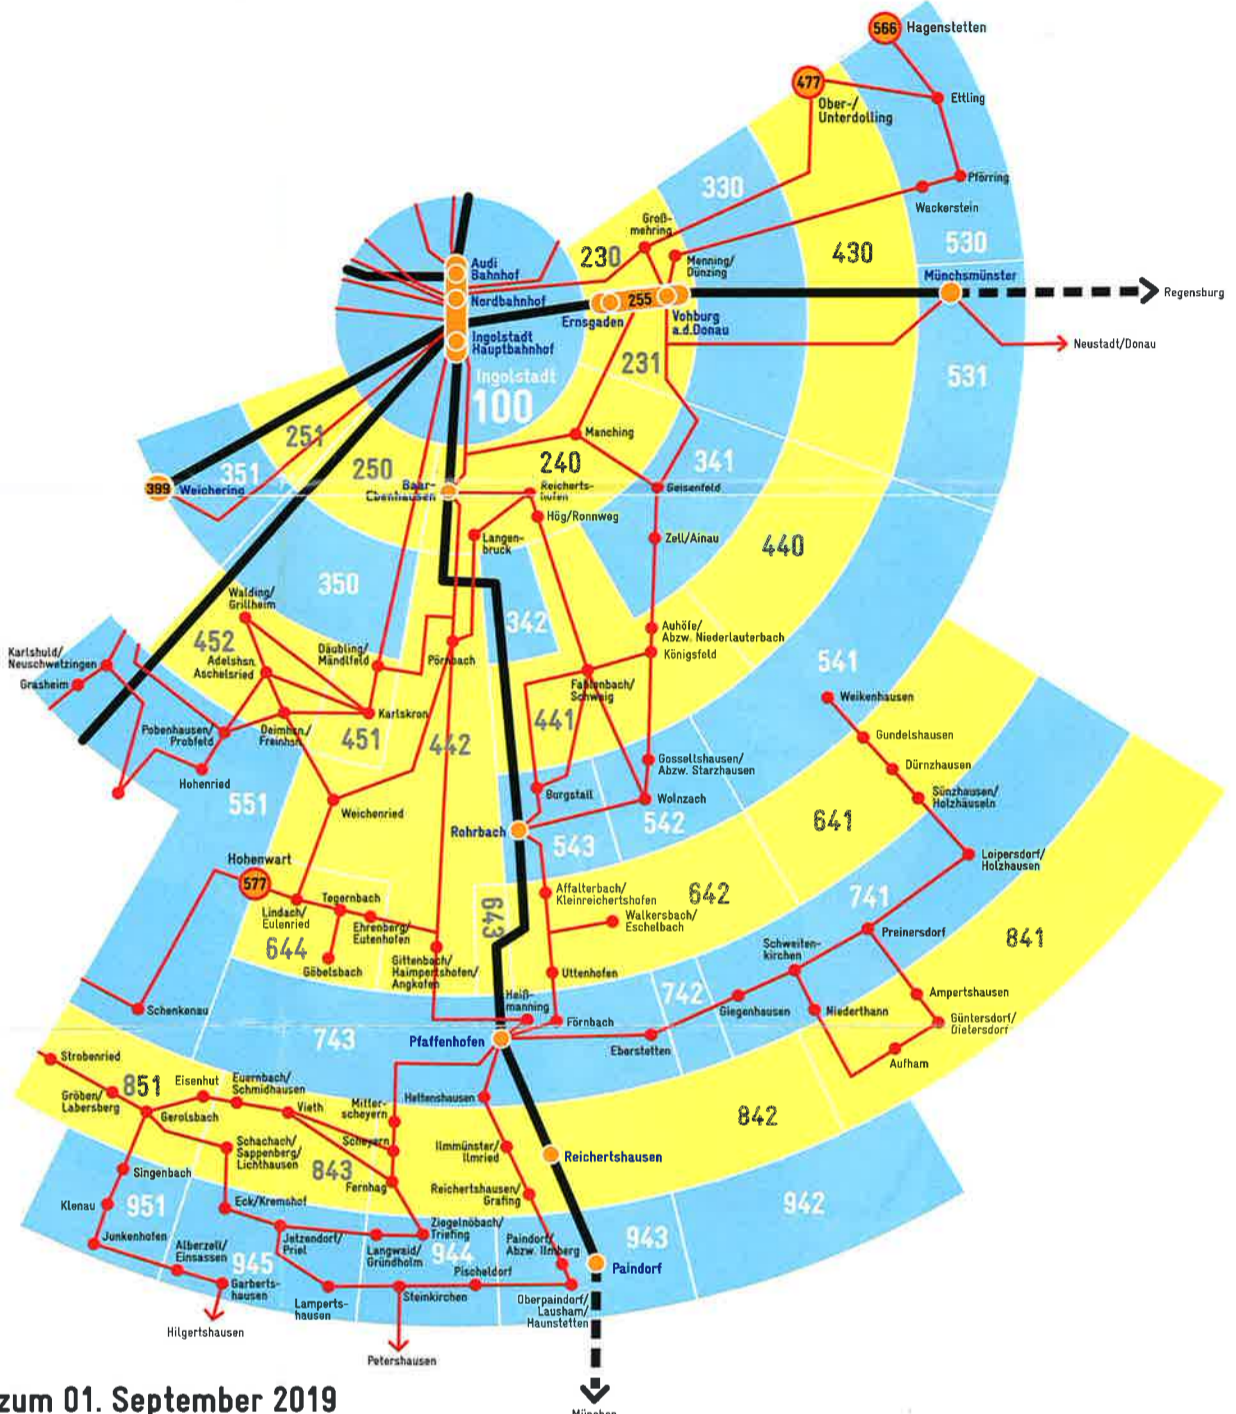 566
Hagenstetten
477
Ettling
Ober-/
Unterdolling
Pförring
330
Wackerstein
Groß-
mehring
230
430
530
Menning/
Dünzing
Audi
Bahnhof
Münchsmünster
Nordbahnhof
255
Regensburg
Ernsgaden
Vohburg
a.d.Donau
Ingolstadt
Hauptbahnhof
Neustadt/Donau
231
Ingolstadt
100
531
251
Manching
351
250
240
341
399
Weichering
Baar-
Ebenhausen
Reicherts-
hofen
Geisenfeld
Hög/Ronnweg
Langen-
bruck
Zell/Ainau
440
350
Walding/
Grillheim
342
Auhöfe/
Abzw. Niederlauterbach
452
Karlshuld/
Neuschwetzingen
Däubling/
Mändlfeld
Pörnbach
Königsfeld
541
Adelshsn.
Aschelsried
Grasheim
Fahlenbach/
Schweig
Weikenhausen
Karlskron
441
Pobenhausen/
Probfeld
Deimhsn./
Freinhsn.
451
442
Gundelshausen
Gosseltshausen/
Abzw. Starzhausen
Dürnzhausen
Hohenried
551
Burgstall
Wolnzach
Sünzhausen/
Holzhäuseln
Weichenried
Rohrbach
542
641
543
Hohenwart
577
Loipersdorf/
Holzhausen
Affalterbach/
Kleinreichertshofen
642
741
Tegernbach
643
Lindach/
Eulenried
Walkersbach/
Eschelbach
Ehrenberg/
Eutenhofen
Preinersdorf
841
644
Schweiten-
kirchen
Göbelsbach
Gittenbach/
Haimpertshofen/
Angkofen
Uttenhofen
742
Ampertshausen
Schenkenau
Heiß-
manning
Giegenhausen
Niederthann
Güntersdorf/
Dietersdorf
Förnbach
743
Pfaffenhofen
Eberstetten
Strobenried
Aufham
851
Eisenhut
Euernbach/
Schmidhausen
Gröben/
Labersberg
Hettenshausen
Gerolsbach
Vieth
Mitter-
scheyern
842
Scheyern
Schachach/
Sappenberg/
Lichthausen
Ilmmünster/
Ilmried
Reichertshausen
Singenbach
843
Fernhag
Reichertshausen/
Grafing
Klenau
951
Eck/Kremshof
942
Junkenhofen
Jetzendorf/
Priel
Ziegelnöbach/
Triefing
Paindorf/
Abzw. Ilmberg
943
Alberzell/
Einsassen
945
Langwaid/
Gründholm
944
Paindorf
Pischeldorf
Garberts-
hausen
Lamperts-
hausen
Steinkirchen
Oberpaindorf/
Lausham/
Haunstetten
Hilgertshausen
Petershausen
zum 01. September 2019
München